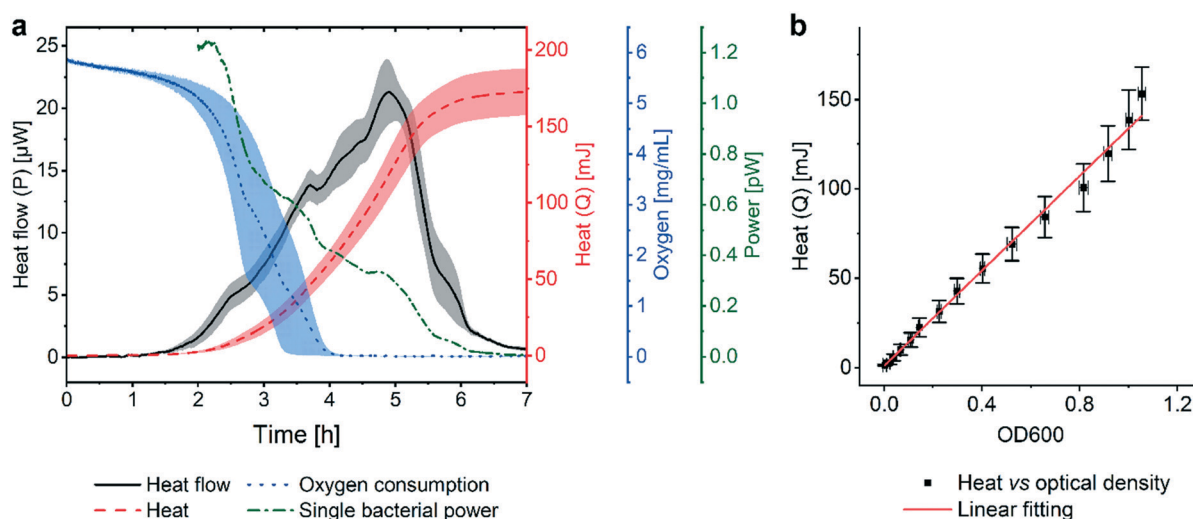 a
b
25
20
15
10
5
0
Heat flow (P) [µW]
0 1 2 3 4 5 6 7
Time [h]
200
150
100
50
0
Heat (Q) [mJ]
6
5
4
3
2
1
0
Oxygen [mg/mL]
1.2
1.0
0.8
0.6
0.4
0.2
0.0
Power [pW]
Heat flow
Oxygen consumption
Heat
Single bacterial power
150
100
50
0
Heat (Q) [mJ]
0.0 0.4 0.8 1.2
OD600
Heat vs optical density
Linear fitting